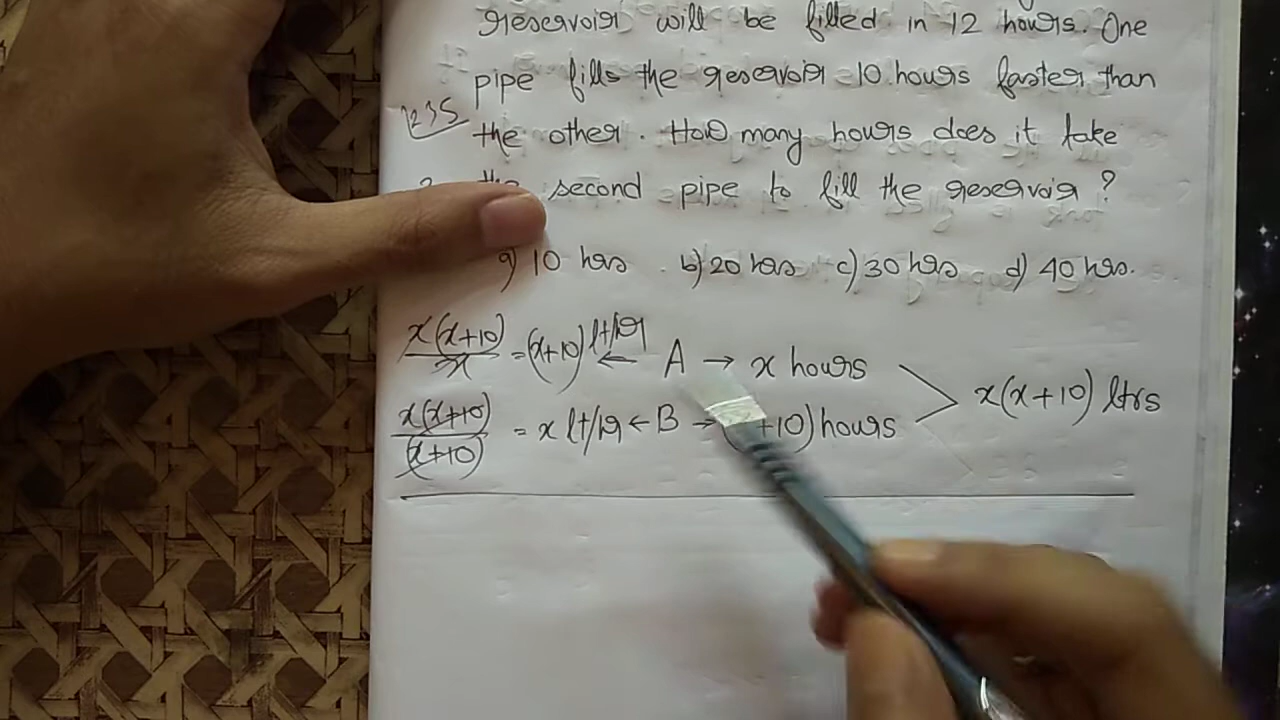 reservoir will be filled in 12 hours. One
pipe fills the reservoir 10 hours faster than
the other. How many hours does it take
the second pipe to fill the reservoir?
a) 10 hrs b) 20 hrs c) 30 hrs d) 40 hrs.
x(x+10)/x = (x+10) lt/hr ← A → x hours
x(x+10)/(x+10) = x lt/hr ← B → +10) hours
x(x+10) ltrs